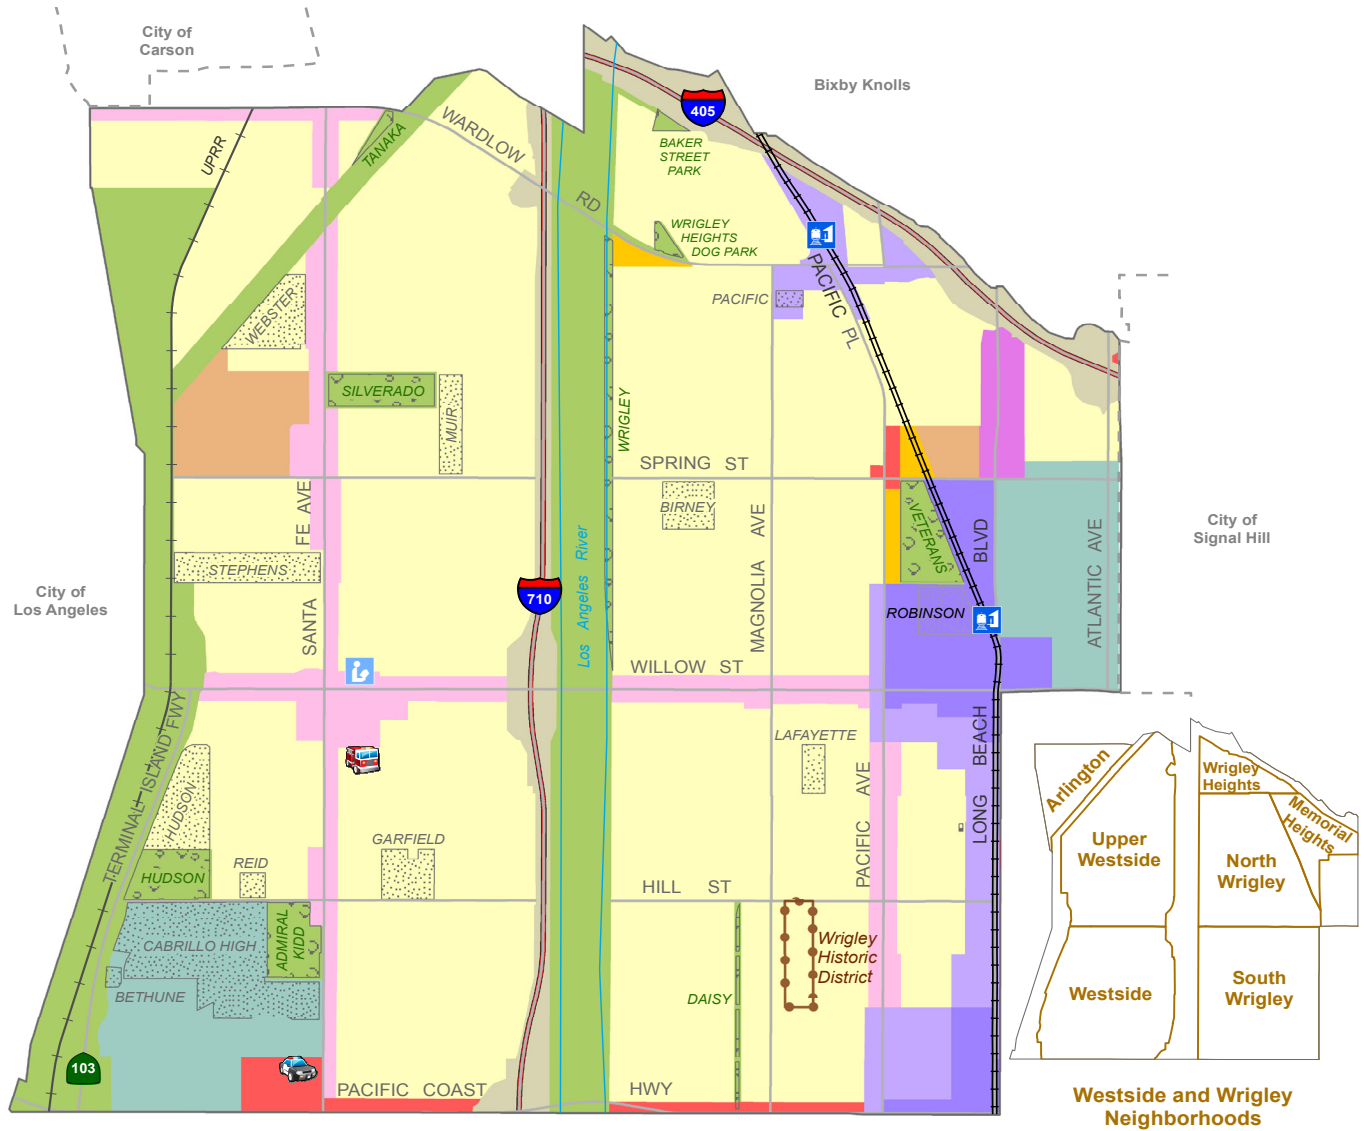 City of
Carson
Bixby Knolls
405
WARDLOW
RD
UPRR
TANAKA
BAKER
STREET
PARK
WRIGLEY
HEIGHTS
DOG PARK
PACIFIC
PACIFIC PL
WEBSTER
SILVERADO
MUIR
WRIGLEY
SPRING ST
BIRNEY
VETERANS
BLVD
ATLANTIC AVE
City of
Signal Hill
SANTA FE AVE
STEPHENS
City of
Los Angeles
710
Los Angeles River
MAGNOLIA AVE
ROBINSON
WILLOW ST
TERMINAL ISLAND FWY
HUDSON
HUDSON
REID
GARFIELD
LAFAYETTE
PACIFIC AVE
LONG BEACH
HILL ST
CABRILLO HIGH
ADMIRAL
KIDD
BETHUNE
DAISY
Wrigley
Historic
District
103
PACIFIC COAST HWY
Arlington
Upper
Westside
Wrigley
Heights
Memorial
Heights
North
Wrigley
Westside
South
Wrigley
Westside and Wrigley
Neighborhoods